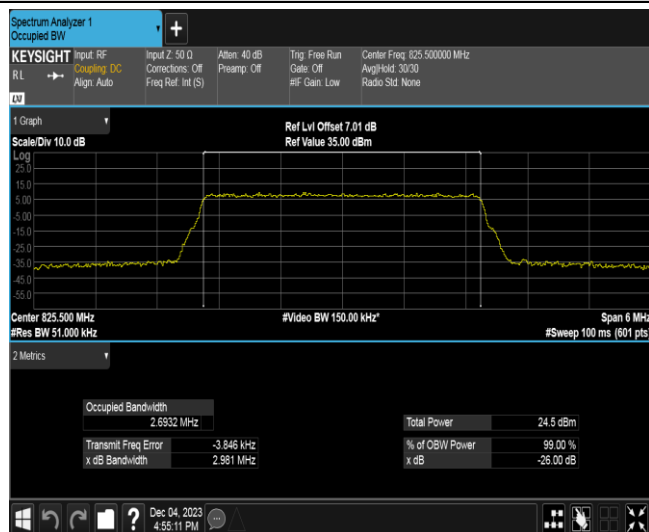 Spectrum Analyzer 1
Occupied BW
+
KEYSIGHT Input: RF Input Z: 50 Ω Atten: 40 dB Trig: Free Run Center Freq: 825.500000 MHz
RL Coupling: DC Corrections: Off Preamp: Off Gate: Off Avg|Hold: 30/30
Align: Auto Freq Ref: Int (S) #IF Gain: Low Radio Std: None
LXI
1 Graph
Ref Lvl Offset 7.01 dB
Scale/Div 10.0 dB Ref Value 35.00 dBm
Log
25.0
15.0
5.00
-5.00
-15.0
-25.0
-35.0
-45.0
-55.0
Center 825.500 MHz #Video BW 150.00 kHz* Span 6 MHz
#Res BW 51.000 kHz #Sweep 100 ms (601 pts)
2 Metrics
Occupied Bandwidth
2.6932 MHz Total Power 24.5 dBm
Transmit Freq Error -3.846 kHz % of OBW Power 99.00 %
x dB Bandwidth 2.981 MHz x dB -26.00 dB
? Dec 04, 2023
4:55:11 PM